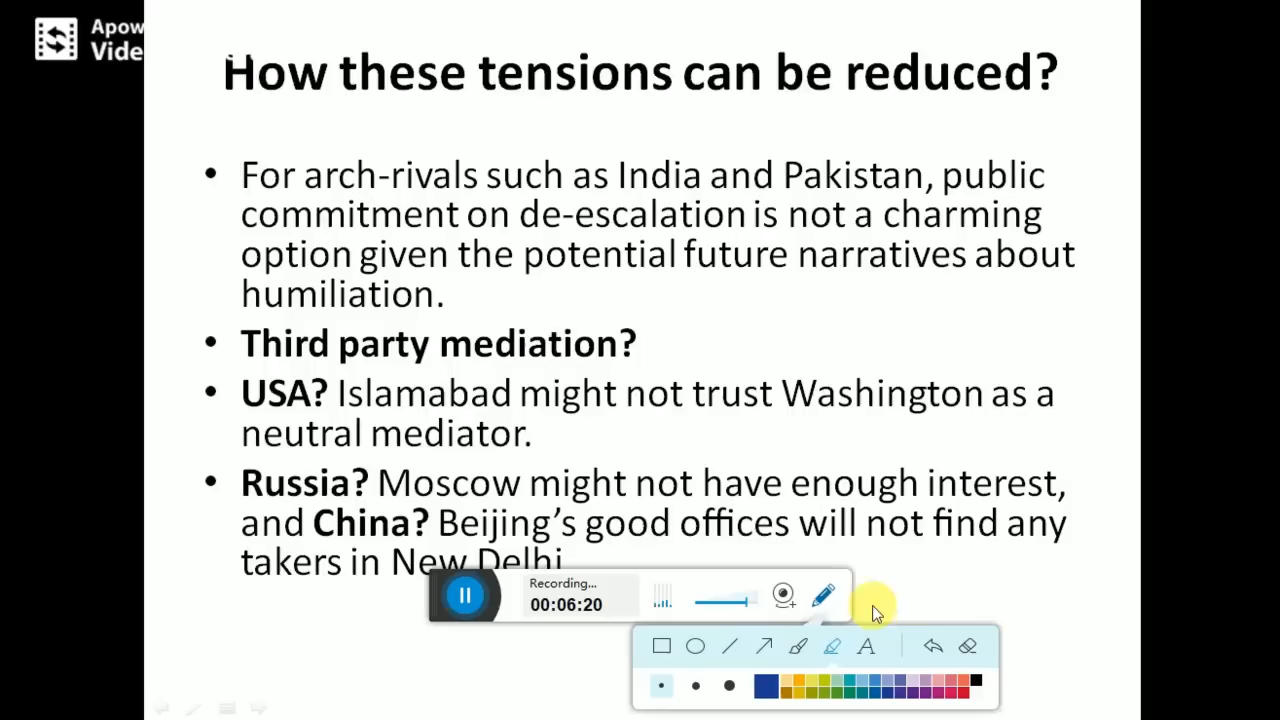 Apow
Vide
How these tensions can be reduced?
• For arch-rivals such as India and Pakistan, public
commitment on de-escalation is not a charming
option given the potential future narratives about
humiliation.
• Third party mediation?
• USA? Islamabad might not trust Washington as a
neutral mediator.
• Russia? Moscow might not have enough interest,
and China? Beijing’s good offices will not find any
takers in New Delhi
Recording...
00:06:20
A